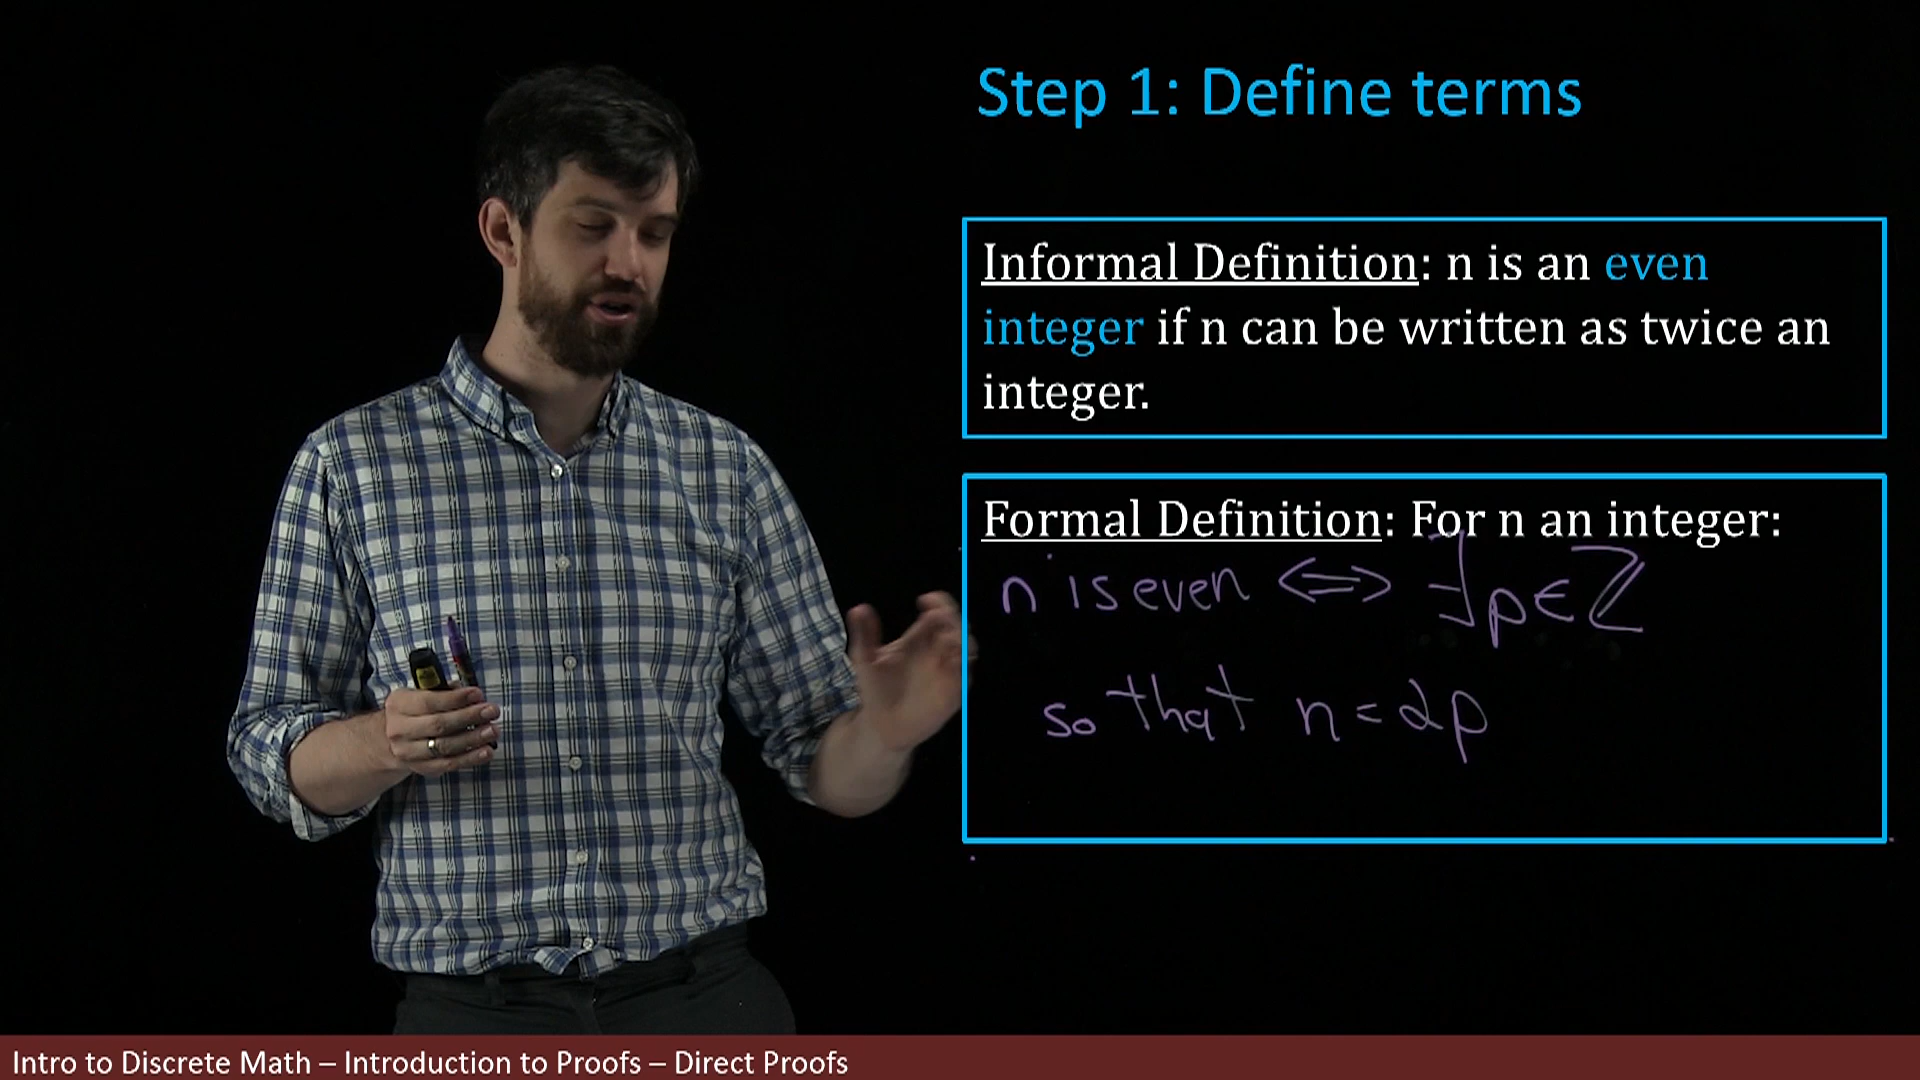 Step 1: Define terms
Informal Definition: n is an even
integer if n can be written as twice an
integer.
Formal Definition: For n an integer:
n is even ⟺ ∃p∈ℤ
so that n=2p
Intro to Discrete Math – Introduction to Proofs – Direct Proofs